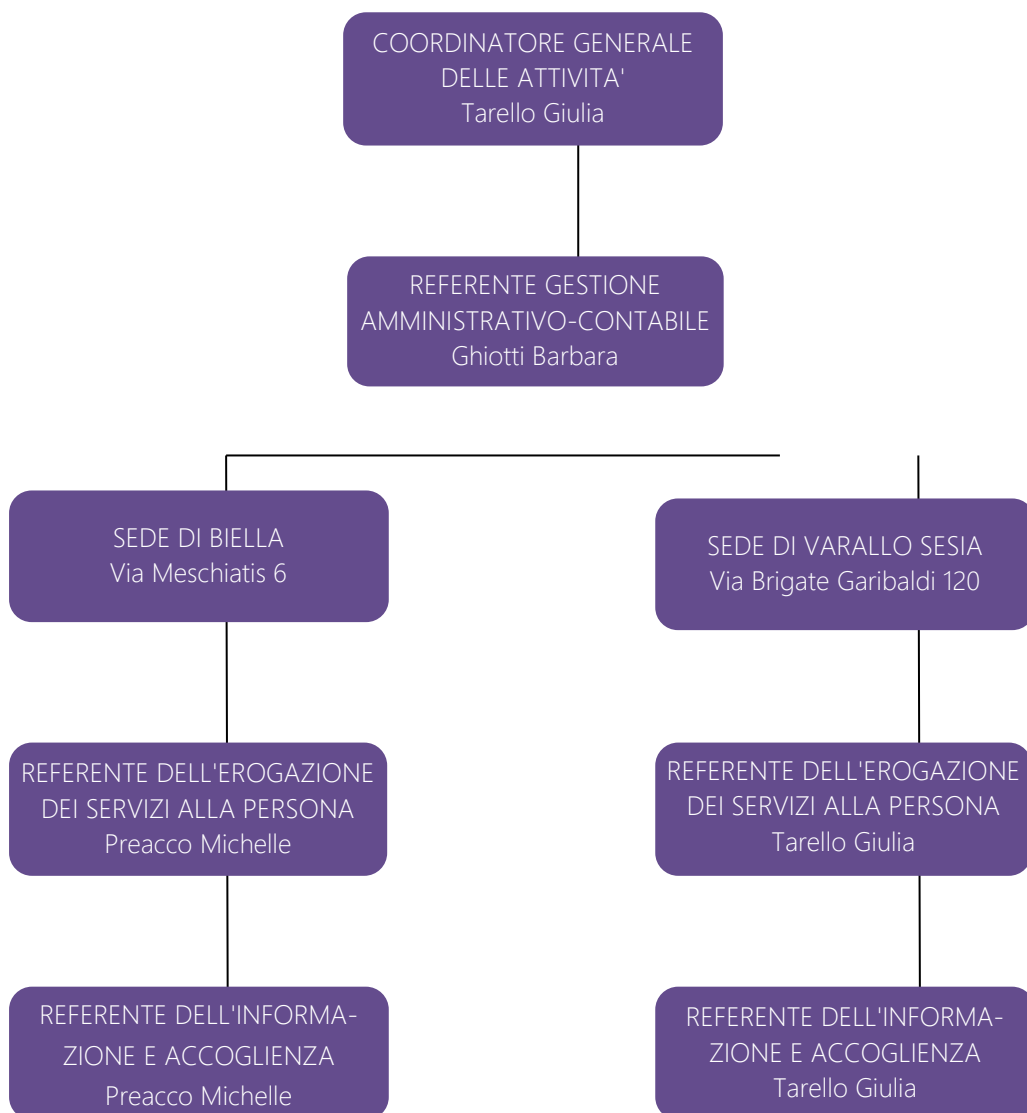 COORDINATORE GENERALE
DELLE ATTIVITA'
Tarello Giulia
REFERENTE GESTIONE
AMMINISTRATIVO-CONTABILE
Ghiotti Barbara
SEDE DI BIELLA
Via Meschiatis 6
SEDE DI VARALLO SESIA
Via Brigate Garibaldi 120
REFERENTE DELL'EROGAZIONE
DEI SERVIZI ALLA PERSONA
Preacco Michelle
REFERENTE DELL'EROGAZIONE
DEI SERVIZI ALLA PERSONA
Tarello Giulia
REFERENTE DELL'INFORMA-
ZIONE E ACCOGLIENZA
Preacco Michelle
REFERENTE DELL'INFORMA-
ZIONE E ACCOGLIENZA
Tarello Giulia